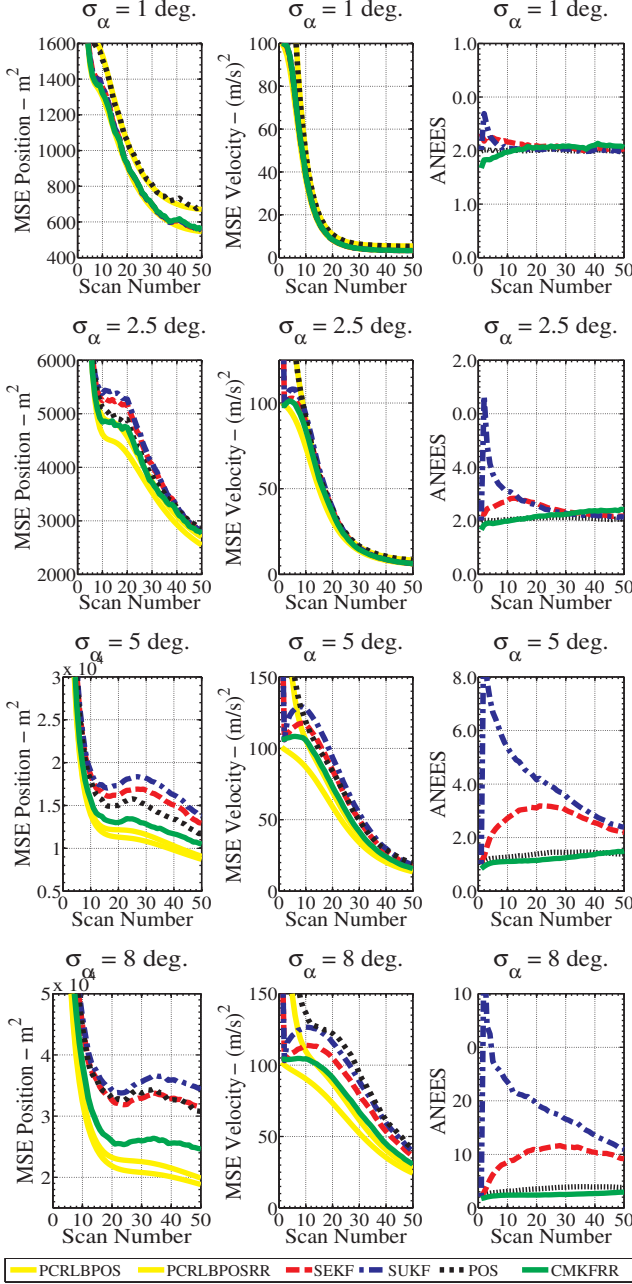 σα = 1 deg. σα = 1 deg. σα = 1 deg.
MSE Position – m²
1600
1400
1200
1000
800
600
400
0 10 20 30 40 50
Scan Number
MSE Velocity – (m/s)²
100
80
60
40
20
0
0 10 20 30 40 50
Scan Number
ANEES
1.0
0.0
2.0
1.0
0.0
0 10 20 30 40 50
Scan Number
σα = 2.5 deg. σα = 2.5 deg. σα = 2.5 deg.
MSE Position – m²
6000
5000
4000
3000
2000
0 10 20 30 40 50
Scan Number
MSE Velocity – (m/s)²
100
50
0
0 10 20 30 40 50
Scan Number
ANEES
2.0
0.0
4.0
2.0
0.0
0 10 20 30 40 50
Scan Number
σα = 5 deg. σα = 5 deg. σα = 5 deg.
x 10⁴
MSE Position – m²
3
2.5
2
1.5
1
0.5
0 10 20 30 40 50
Scan Number
MSE Velocity – (m/s)²
150
100
50
0
0 10 20 30 40 50
Scan Number
ANEES
8.0
6.0
4.0
2.0
0.0
0 10 20 30 40 50
Scan Number
σα = 8 deg. σα = 8 deg. σα = 8 deg.
x 10⁴
MSE Position – m²
5
4
3
2
0 10 20 30 40 50
Scan Number
MSE Velocity – (m/s)²
150
100
50
0
0 10 20 30 40 50
Scan Number
ANEES
10
0
20
10
0
0 10 20 30 40 50
Scan Number
PCRLBPOS PCRLBPOSRR SEKF SUKF POS CMKFRR